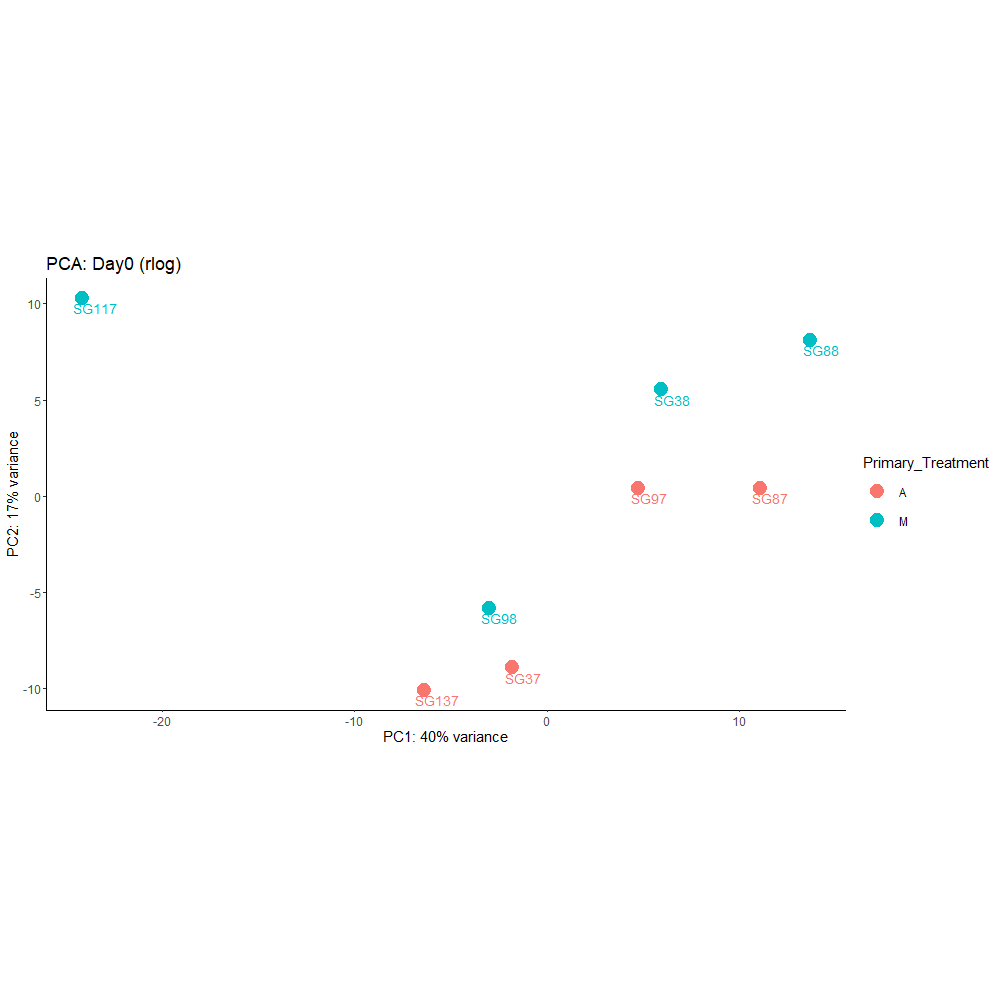 PCA: Day0 (rlog)
10
5
0
-5
-10
PC2: 17% variance
SG117
SG88
SG38
SG97
SG87
SG98
SG37
SG137
-20
-10
0
10
PC1: 40% variance
Primary_Treatment
A
M